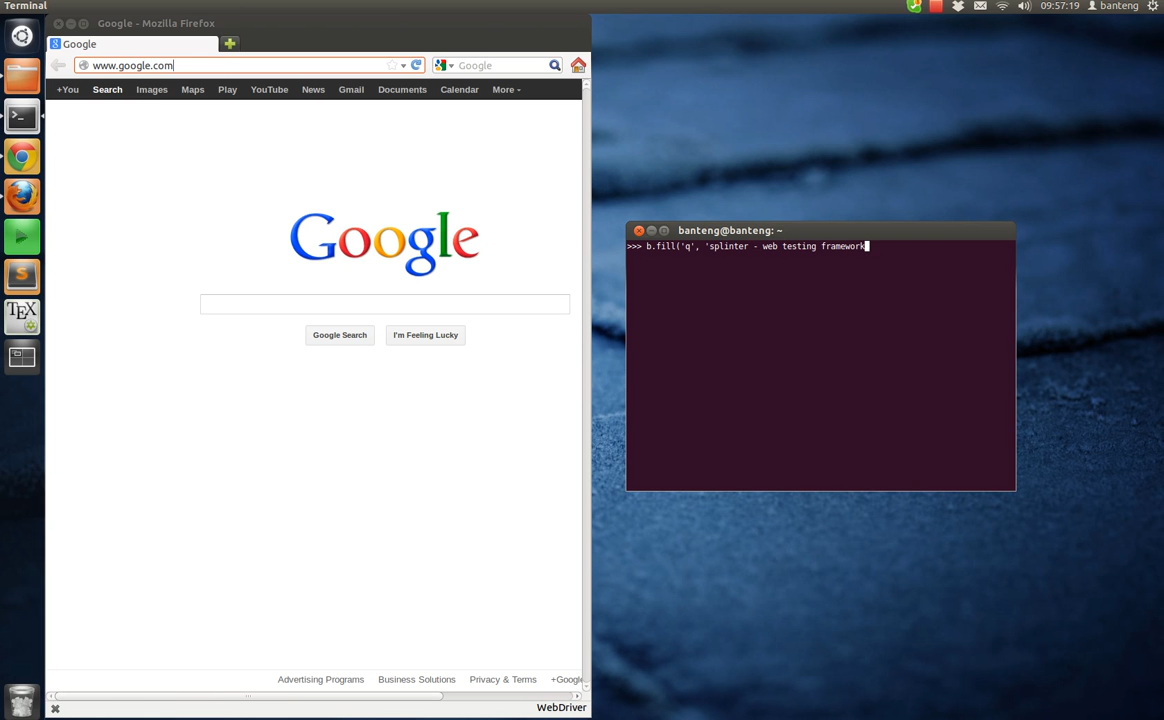 Terminal
09:57:19
banteng
Google - Mozilla Firefox
Google
www.google.com
Google
+You Search Images Maps Play YouTube News Gmail Documents Calendar More
Google
Google Search I'm Feeling Lucky
banteng@banteng: ~
>>> b.fill('q', 'splinter - web testing framework
TEX
Advertising Programs Business Solutions Privacy & Terms +Google
WebDriver